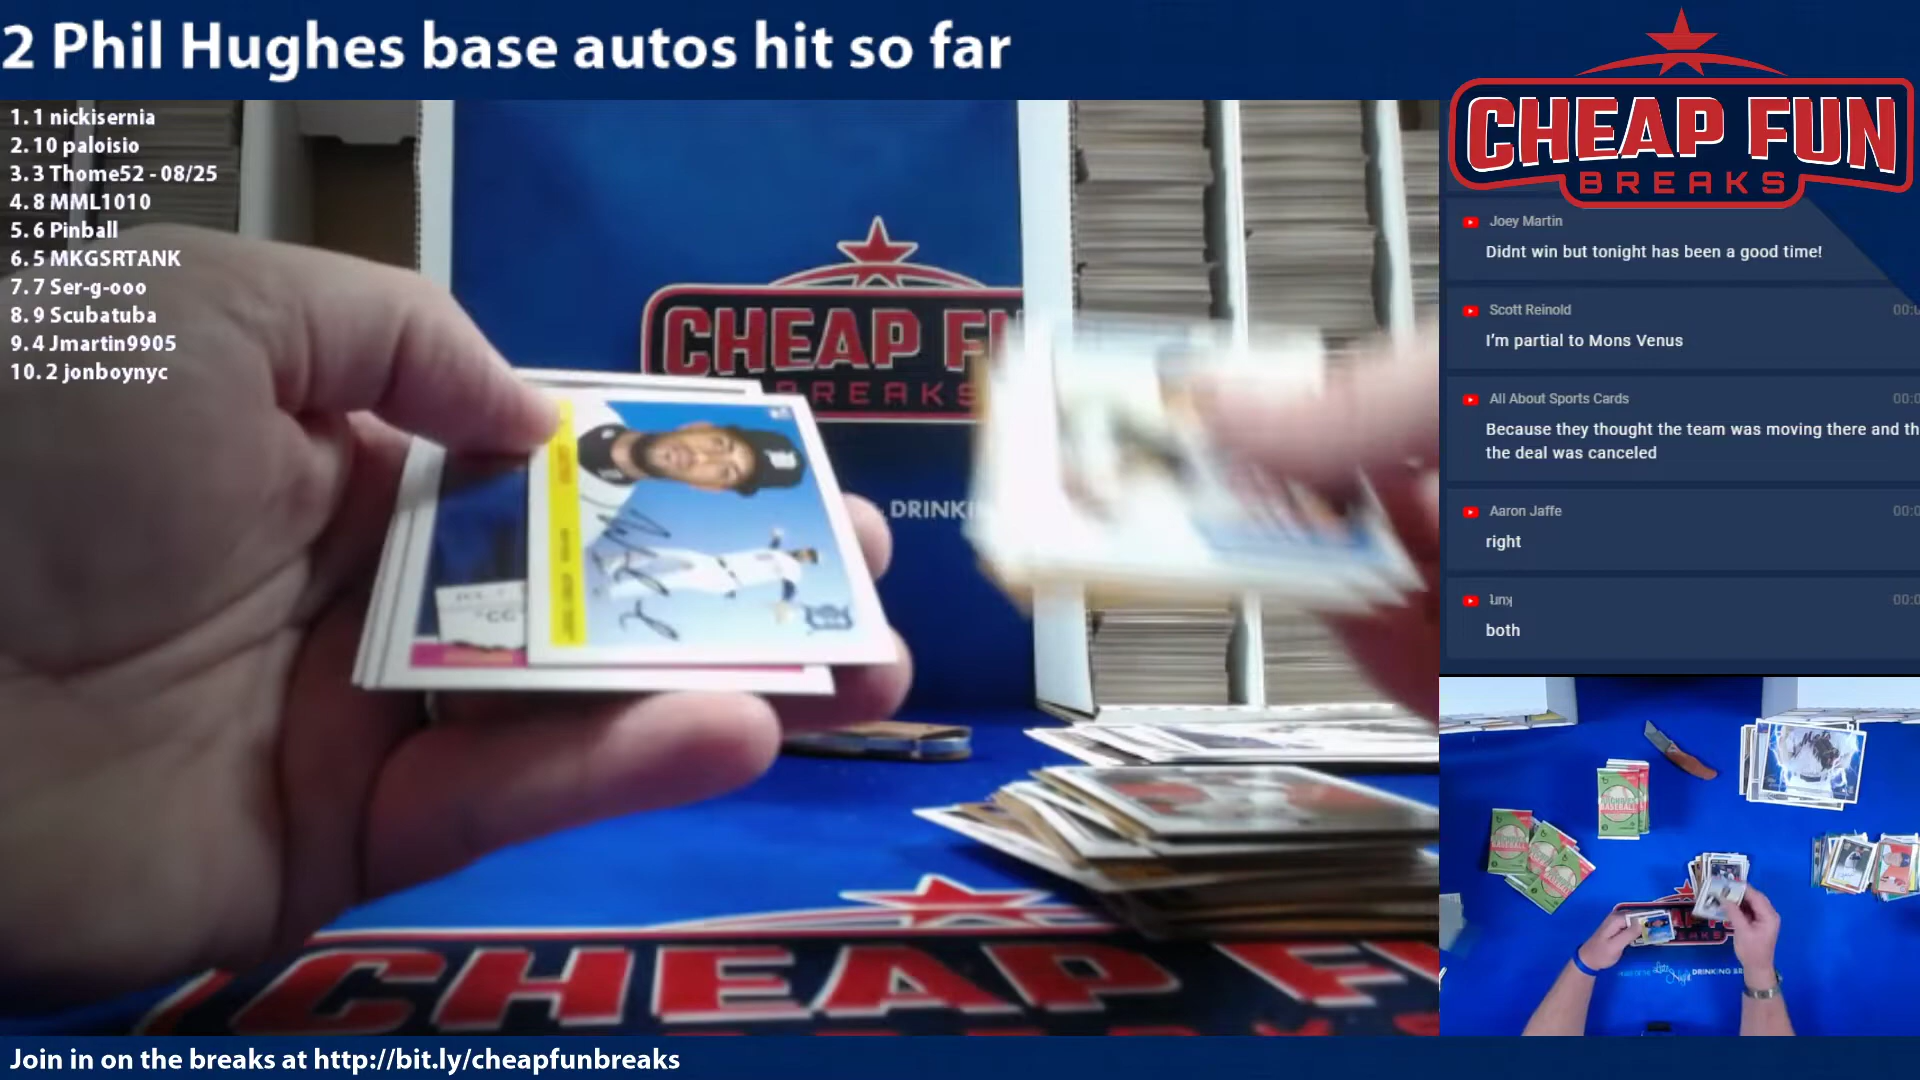 2 Phil Hughes base autos hit so far
1. 1 nickisernia
2. 10 paloisio
3. 3 Thome52 - 08/25
4. 8 MML1010
5. 6 Pinball
6. 5 MKGSRTANK
7. 7 Ser-g-ooo
8. 9 Scubatuba
9. 4 Jmartin9905
10. 2 jonboynyc
CHEAP FUN
BREAKS
Joey Martin
Didnt win but tonight has been a good time!
Scott Reinold
I'm partial to Mons Venus
All About Sports Cards
Because they thought the team was moving there and th
the deal was canceled
Aaron Jaffe
right
both
CHEAP F
BREAKS
DRINKIN
CHEAP F
Join in on the breaks at http://bit.ly/cheapfunbreaks